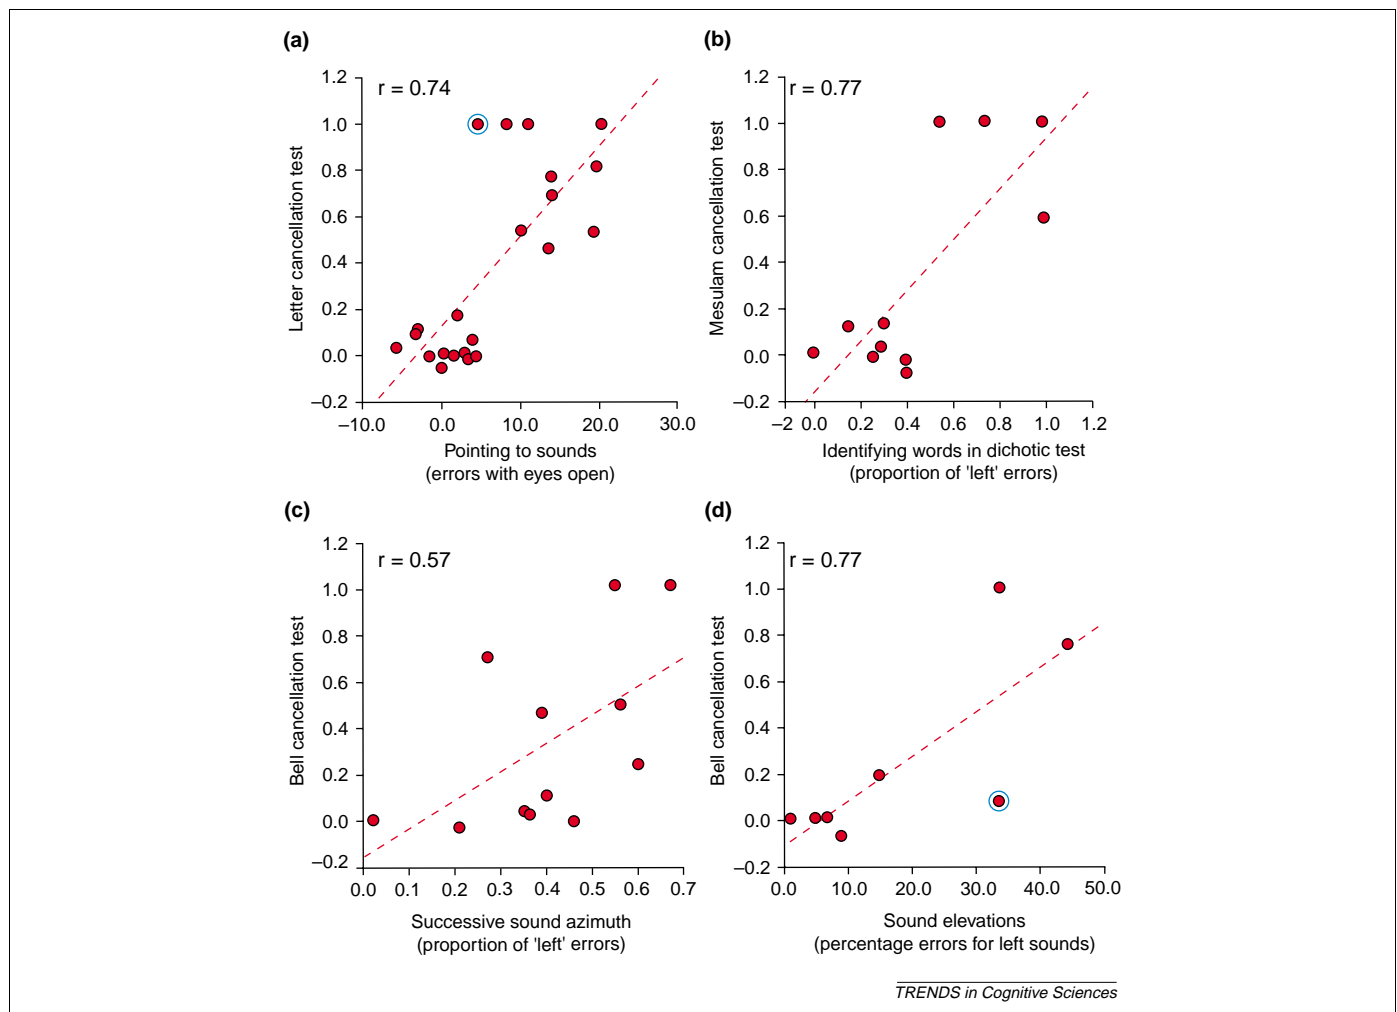 (a)
r = 0.74
1.2
1.0
0.8
0.6
0.4
0.2
0.0
–0.2
Letter cancellation test
–10.0 0.0 10.0 20.0 30.0
Pointing to sounds
(errors with eyes open)
(b)
r = 0.77
1.2
1.0
0.8
0.6
0.4
0.2
0.0
–0.2
Mesulam cancellation test
–2 0.0 0.2 0.4 0.6 0.8 1.0 1.2
Identifying words in dichotic test
(proportion of 'left' errors)
(c)
r = 0.57
1.2
1.0
0.8
0.6
0.4
0.2
0.0
–0.2
Bell cancellation test
0.0 0.1 0.2 0.3 0.4 0.5 0.6 0.7
Successive sound azimuth
(proportion of 'left' errors)
(d)
r = 0.77
1.2
1.0
0.8
0.6
0.4
0.2
0.0
–0.2
Bell cancellation test
0.0 10.0 20.0 30.0 40.0 50.0
Sound elevations
(percentage errors for left sounds)
TRENDS in Cognitive Sciences